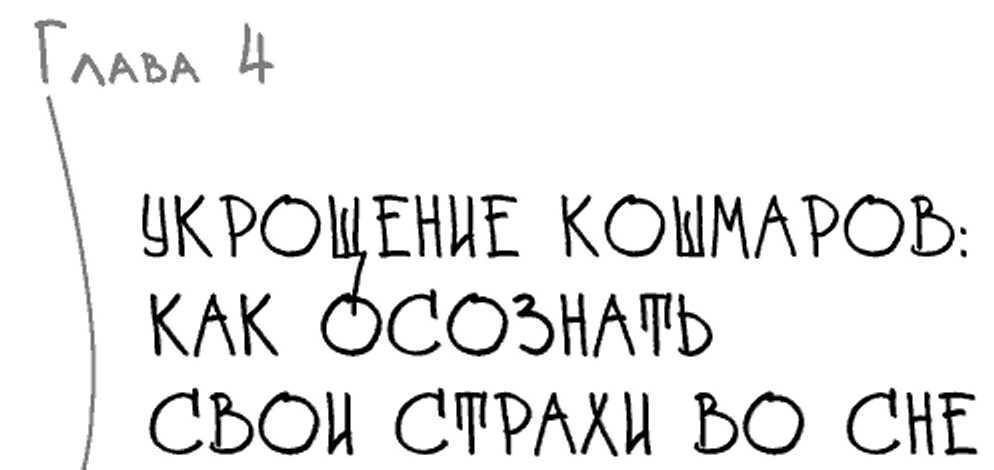 Глава 4
УКРОЩЕНИЕ КОШМАРОВ:
КАК ОСОЗНАТЬ
СВОИ СТРАХИ ВО СНЕ